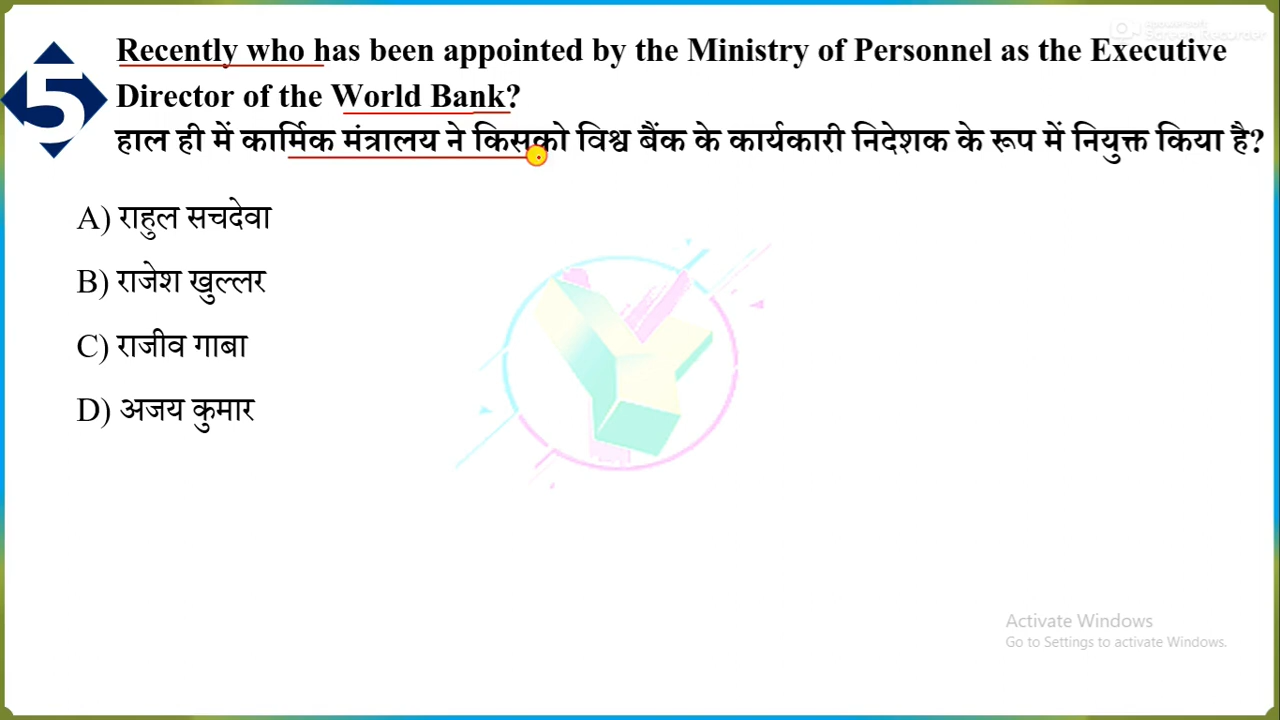 5
Recently who has been appointed by the Ministry of Personnel as the Executive
Director of the World Bank?
हाल ही में कार्मिक मंत्रालय ने किसको विश्व बैंक के कार्यकारी निदेशक के रूप में नियुक्त किया है?
A) राहुल सचदेवा
B) राजेश खुल्लर
C) राजीव गाबा
D) अजय कुमार
Activate Windows
Go to Settings to activate Windows.